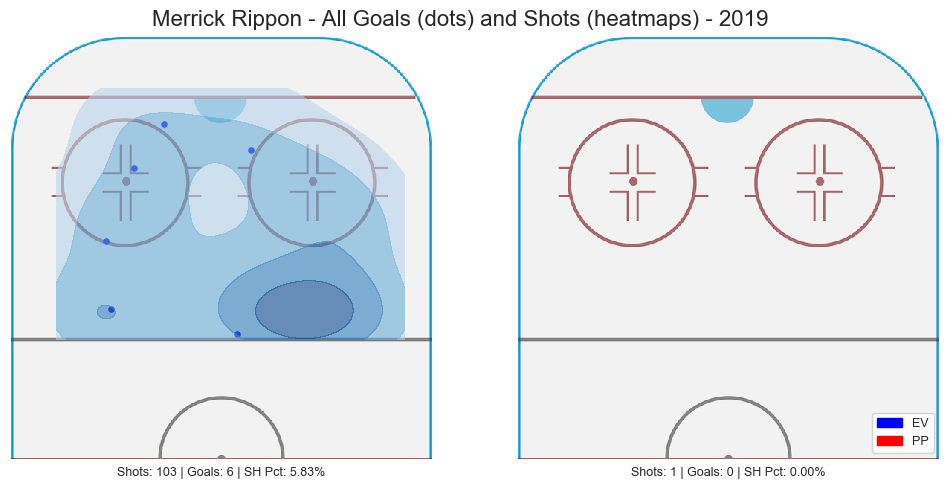 Merrick Rippon - All Goals (dots) and Shots (heatmaps) - 2019
EV
PP
Shots: 103 | Goals: 6 | SH Pct: 5.83%
Shots: 1 | Goals: 0 | SH Pct: 0.00%